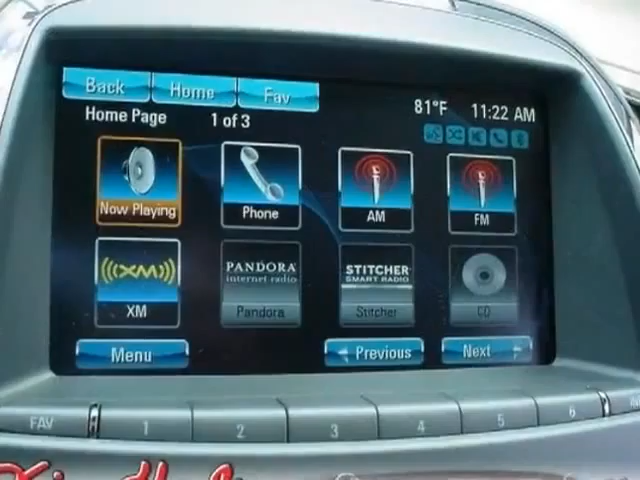 Back Home Fav
Home Page 1 of 3 81°F 11:22 AM
Now Playing Phone AM FM
((XM))
PANDORA
internet radio
STITCHER
SMART RADIO
XM Pandora Stitcher CD
Menu Previous Next
FAV 1 2 3 4 5 6